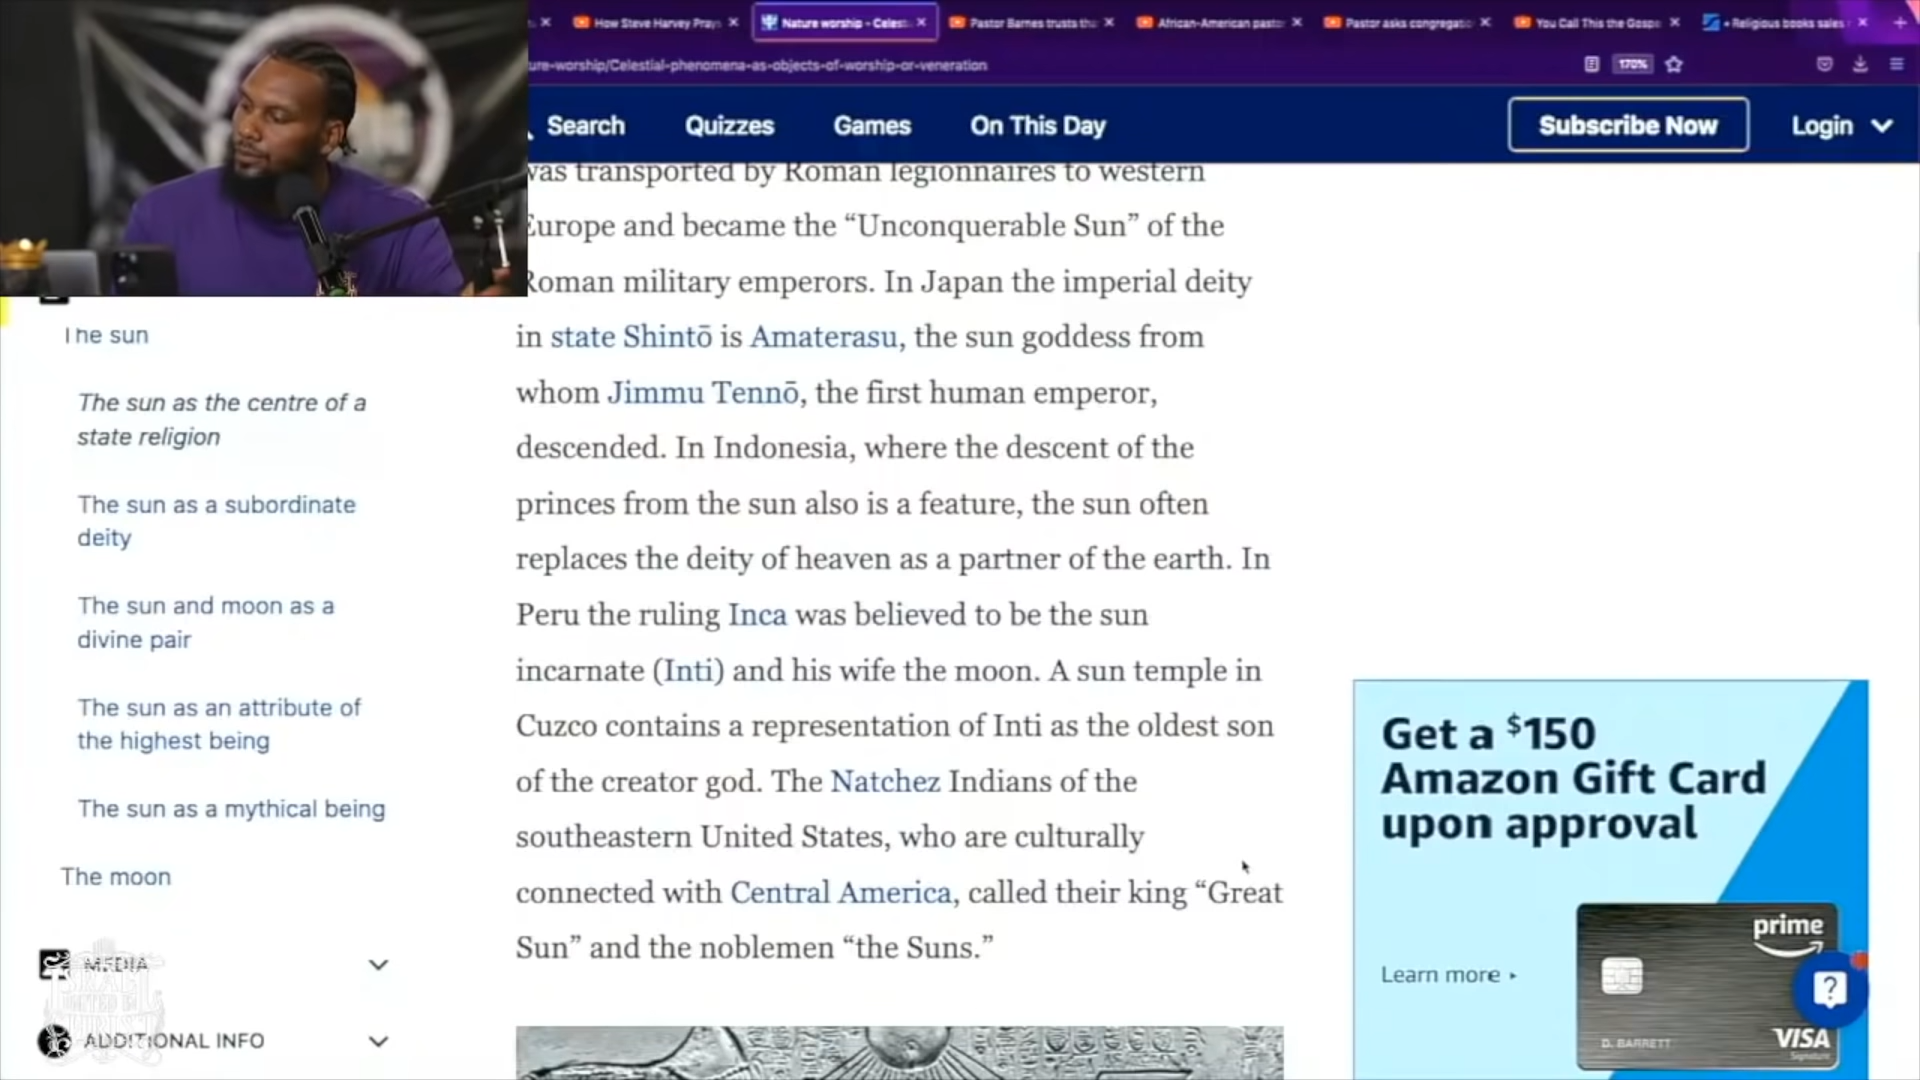 How Steve Harvey Prays
Nature worship - Celest
Pastor Barnes trusts the
African-American pasto
Pastor asks congregatio
You Call This the Gospe
• Religious books sales
ure-worship/Celestial-phenomena-as-objects-of-worship-or-veneration
170%
Search
Quizzes
Games
On This Day
Subscribe Now
Login
was transported by Roman legionnaires to western
Europe and became the “Unconquerable Sun” of the
Roman military emperors. In Japan the imperial deity
in state Shintō is Amaterasu, the sun goddess from
whom Jimmu Tennō, the first human emperor,
descended. In Indonesia, where the descent of the
princes from the sun also is a feature, the sun often
replaces the deity of heaven as a partner of the earth. In
Peru the ruling Inca was believed to be the sun
incarnate (Inti) and his wife the moon. A sun temple in
Cuzco contains a representation of Inti as the oldest son
of the creator god. The Natchez Indians of the
southeastern United States, who are culturally
connected with Central America, called their king “Great
Sun” and the noblemen “the Suns.”
The sun
The sun as the centre of a
state religion
The sun as a subordinate
deity
The sun and moon as a
divine pair
The sun as an attribute of
the highest being
The sun as a mythical being
The moon
MEDIA
ADDITIONAL INFO
ISRAEL
UNITED IN
CHRIST
Get a $150
Amazon Gift Card
upon approval
Learn more
prime
D. BARRETT
VISA
Signature
?